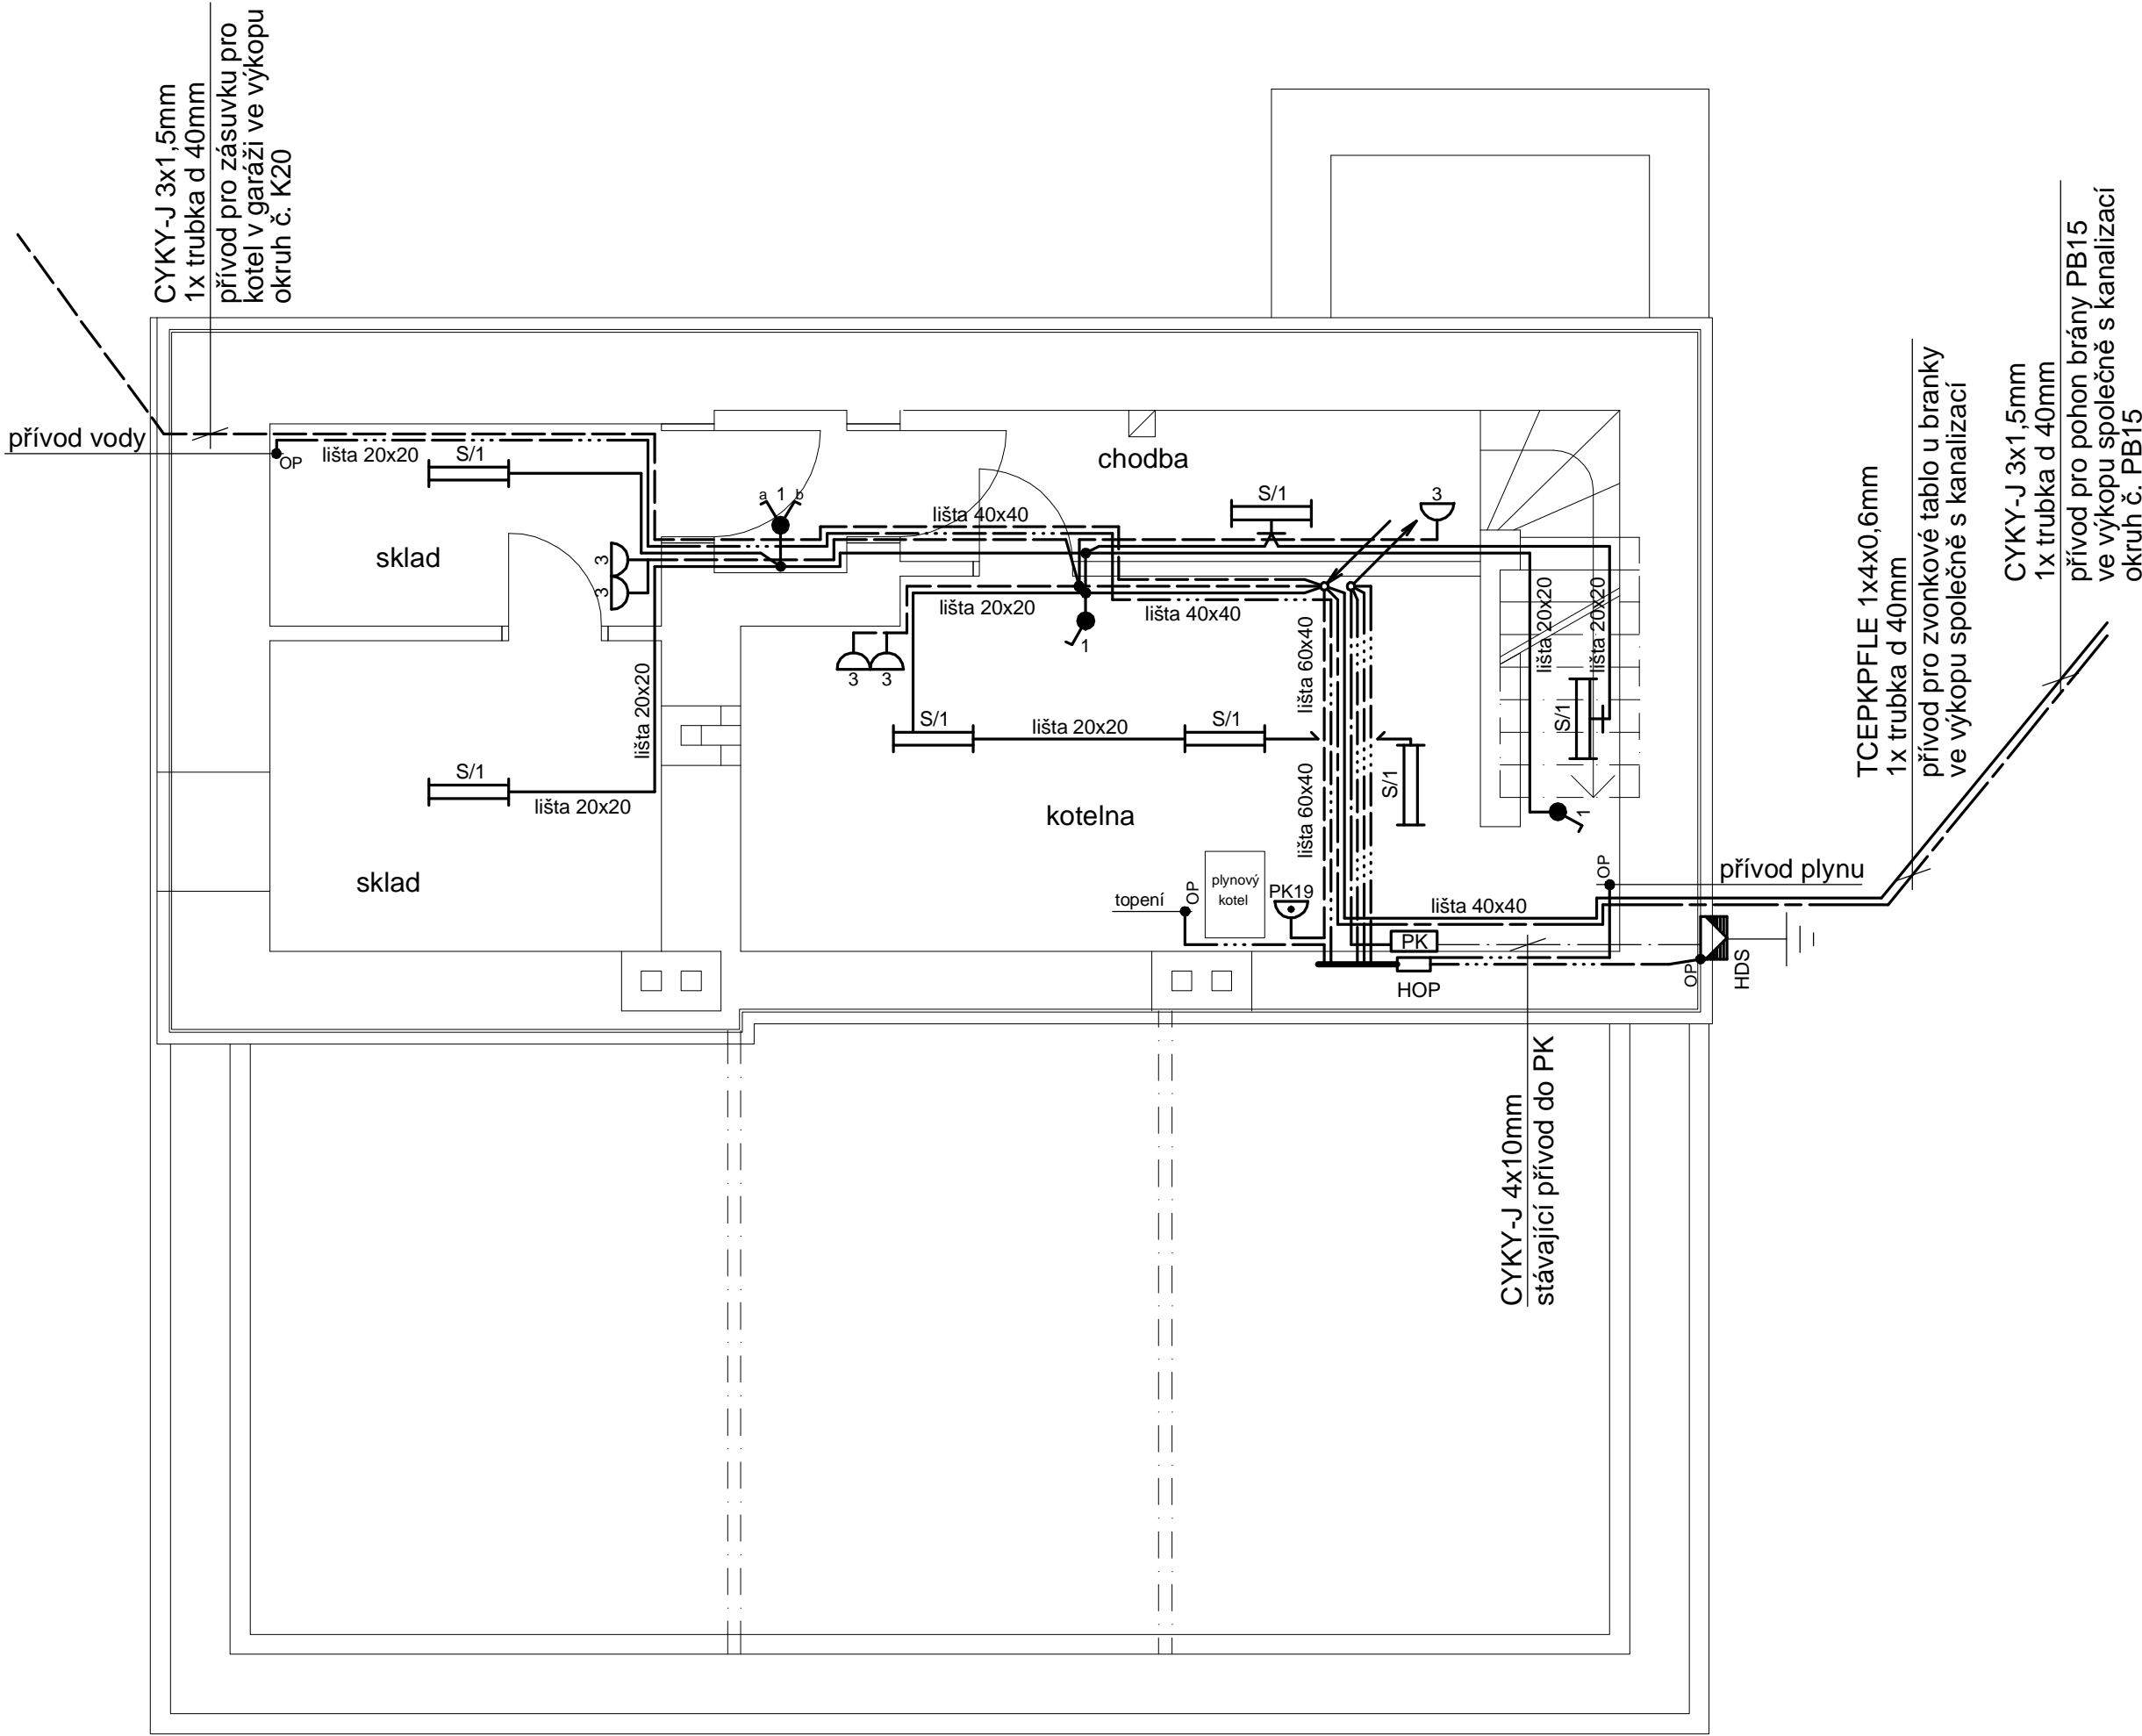 CYKY-J 3x1,5mm
1x trubka d 40mm
přívod pro zásuvku pro
kotel v garáži ve výkopu
okruh č. K20
přívod vody
OP
lišta 20x20
S/1
a 1 b
sklad
3
3
lišta 40x40
chodba
S/1
3
lišta 20x20
lišta 40x40
1
3 3
lišta 20x20
S/1
lišta 20x20
S/1
lišta 20x20
S/1
lišta 60x40
lišta 60x40
S/1
lišta 20x20
lišta 20x20
S/1
1
kotelna
sklad
topení
OP
plynový
kotel
PK19
lišta 40x40
OP
přívod plynu
PK
HOP
OP
HDS
CYKY-J 4x10mm
stávající přívod do PK
TCEPKPFLE 1x4x0,6mm
1x trubka d 40mm
přívod pro zvonkové tablo u branky
ve výkopu společně s kanalizací
CYKY-J 3x1,5mm
1x trubka d 40mm
přívod pro pohon brány PB15
ve výkopu společně s kanalizací
okruh č. PB15